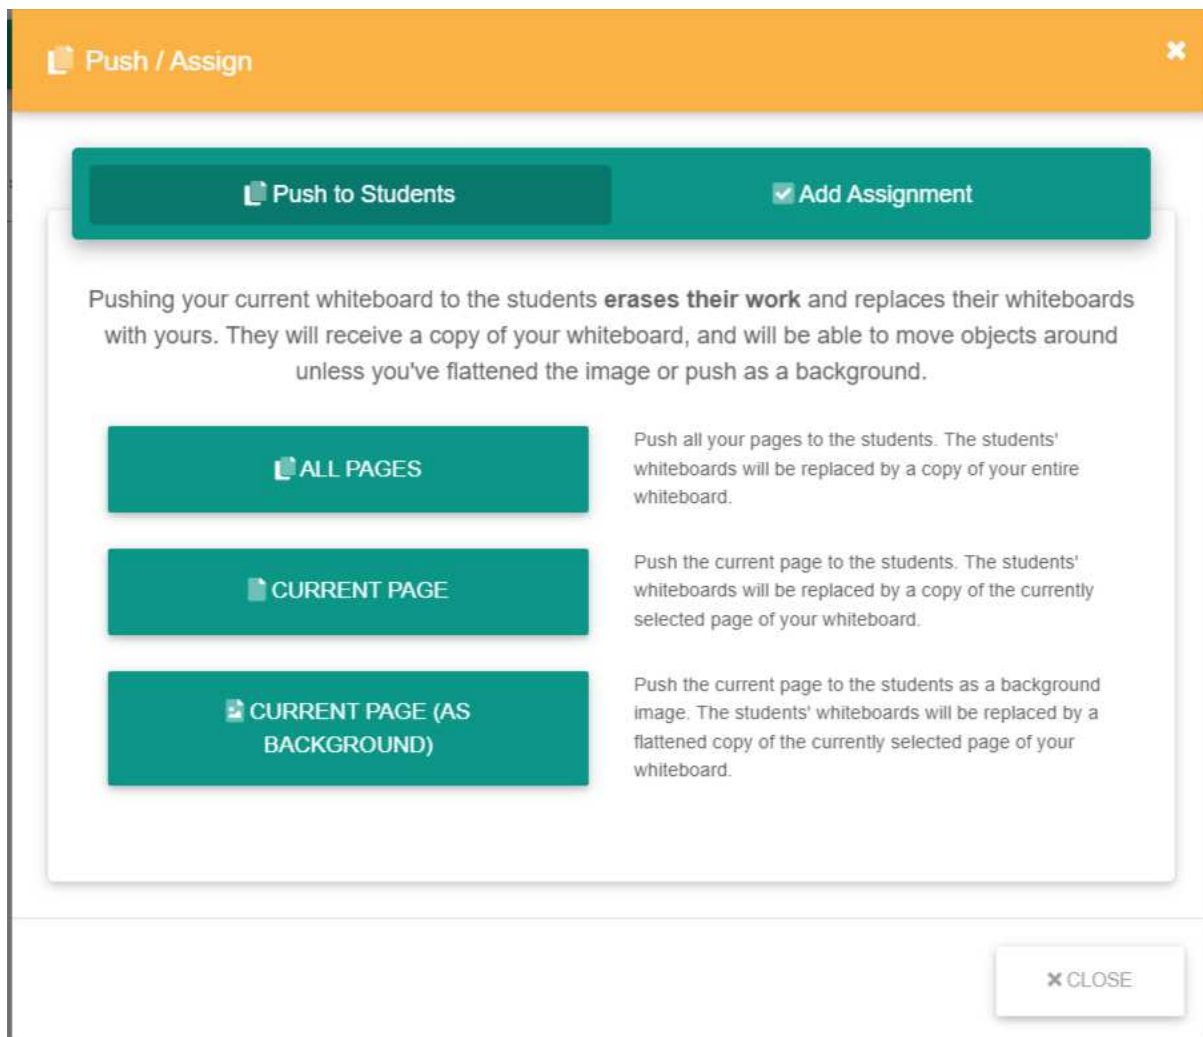 Push / Assign
Push to Students
Add Assignment
Pushing your current whiteboard to the students erases their work and replaces their whiteboards
with yours. They will receive a copy of your whiteboard, and will be able to move objects around
unless you've flattened the image or push as a background.
ALL PAGES
Push all your pages to the students. The students'
whiteboards will be replaced by a copy of your entire
whiteboard.
CURRENT PAGE
Push the current page to the students. The students'
whiteboards will be replaced by a copy of the currently
selected page of your whiteboard.
CURRENT PAGE (AS
BACKGROUND)
Push the current page to the students as a background
image. The students' whiteboards will be replaced by a
flattened copy of the currently selected page of your
whiteboard.
CLOSE